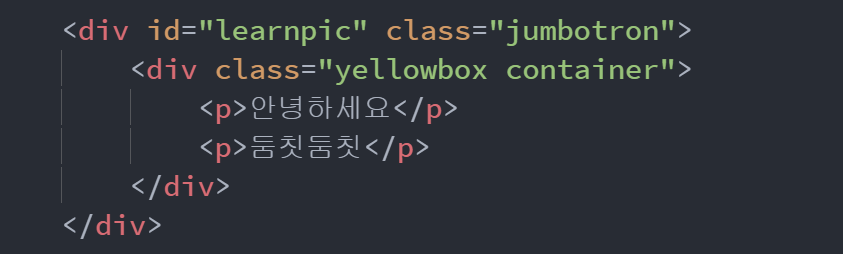 <div id="learnpic" class="jumbotron">
<div class="yellowbox container">
<p>안녕하세요</p>
<p>둠칫둠칫</p>
</div>
</div>